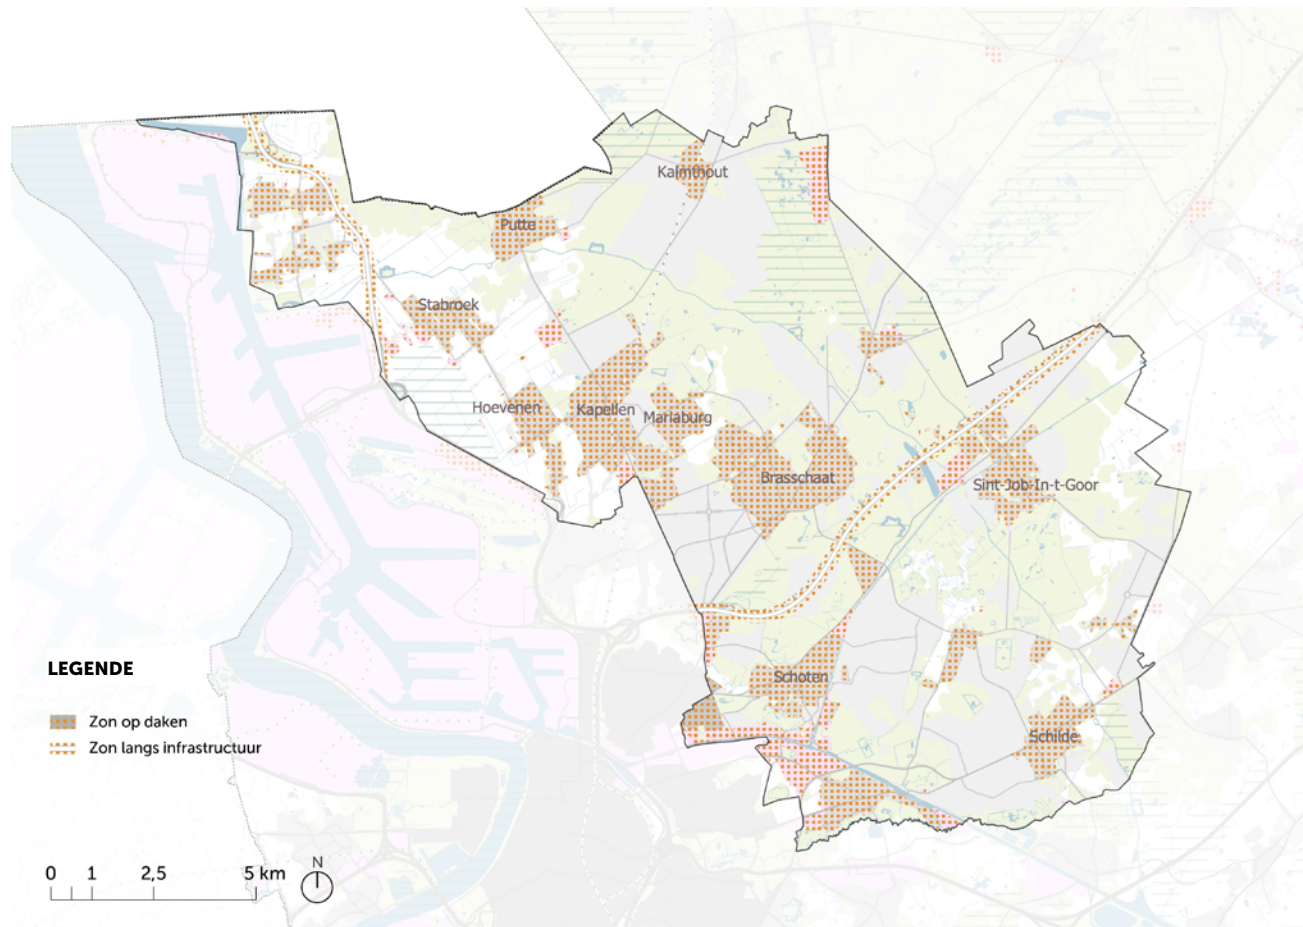 Kalmthout
Putte
Stabroek
Hoevenen
Kapellen
Mariaburg
Brasschaat
Sint-Job-In-t-Goor
Schoten
Schilde
LEGENDE
Zon op daken
Zon langs infrastructuur
0 1 2,5 5 km
N